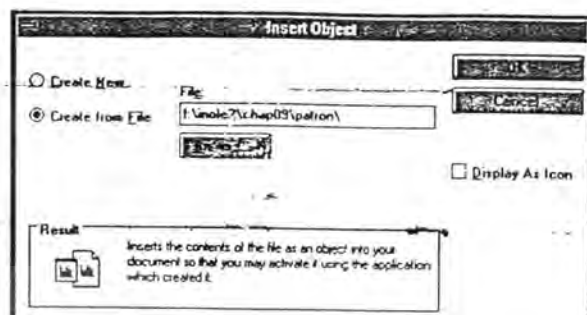 Insert Object
OK
Create New
File:
Cancel
Create from File
f:\inole2\chap09\patron\
Browse...
Display As Icon
Result
Inserts the contents of the file as an object into your
document so that you may activate it using the application
which created it.